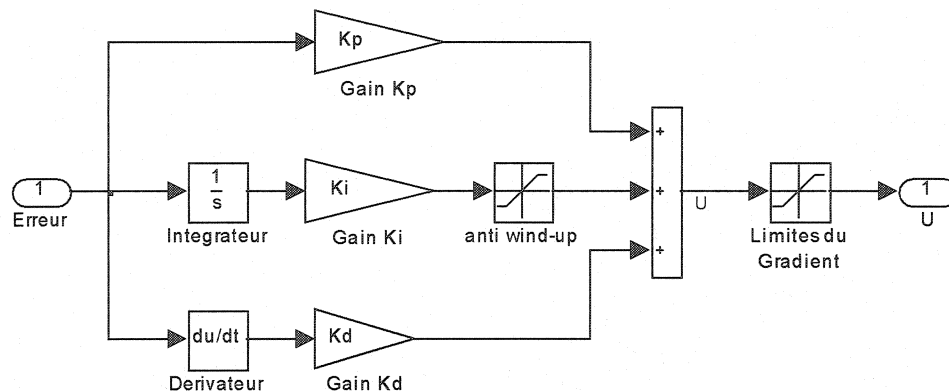 Kp
Gain Kp
1
Erreur
1
s
Integrateur
Ki
Gain Ki
anti wind-up
+
+
+
U
Limites du
Gradient
1
U
du/dt
Derivateur
Kd
Gain Kd